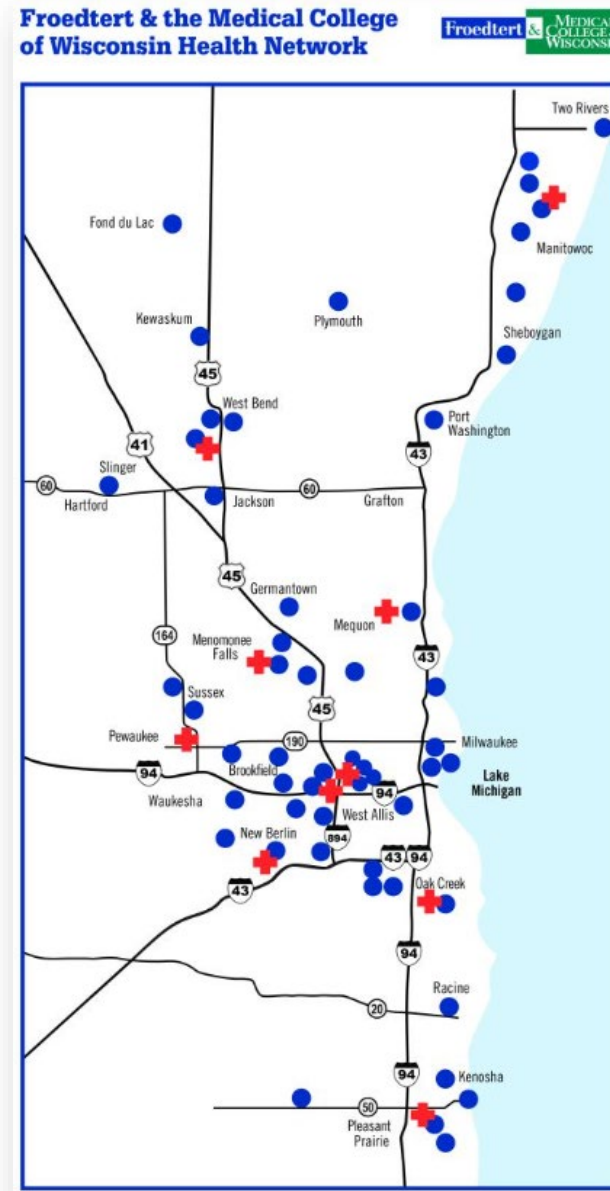 Froedtert & the Medical College
of Wisconsin Health Network
Froedtert &
MEDICAL
COLLEGE
WISCONSIN
Two Rivers
Fond du Lac
Manitowoc
Kewaskum
Plymouth
Sheboygan
45
West Bend
41
Port
Washington
43
Slinger
60
Hartford
Jackson
60
Grafton
45
Germantown
Mequon
164
Menomonee
Falls
43
Sussex
45
Pewaukee
190
Milwaukee
94
Brookfield
Waukesha
94
Lake
Michigan
West Allis
New Berlin
894
43
94
43
Oak Creek
94
Racine
20
94
Kenosha
50
Pleasant
Prairie